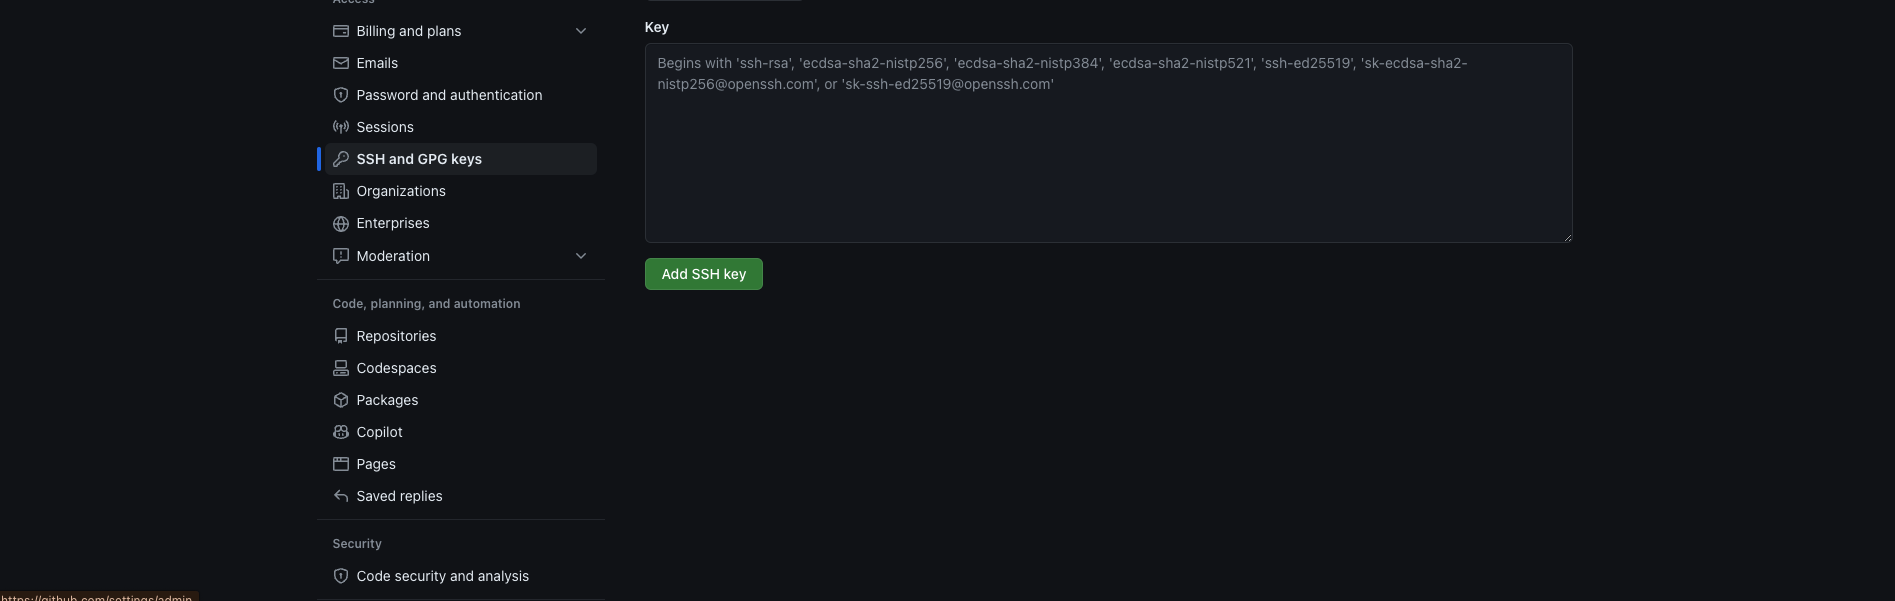 Access
Billing and plans
Emails
Password and authentication
Sessions
SSH and GPG keys
Organizations
Enterprises
Moderation
Code, planning, and automation
Repositories
Codespaces
Packages
Copilot
Pages
Saved replies
Security
Code security and analysis
https://github.com/settings/admin
Key
Begins with 'ssh-rsa', 'ecdsa-sha2-nistp256', 'ecdsa-sha2-nistp384', 'ecdsa-sha2-nistp521', 'ssh-ed25519', 'sk-ecdsa-sha2-
nistp256@openssh.com', or 'sk-ssh-ed25519@openssh.com'
Add SSH key